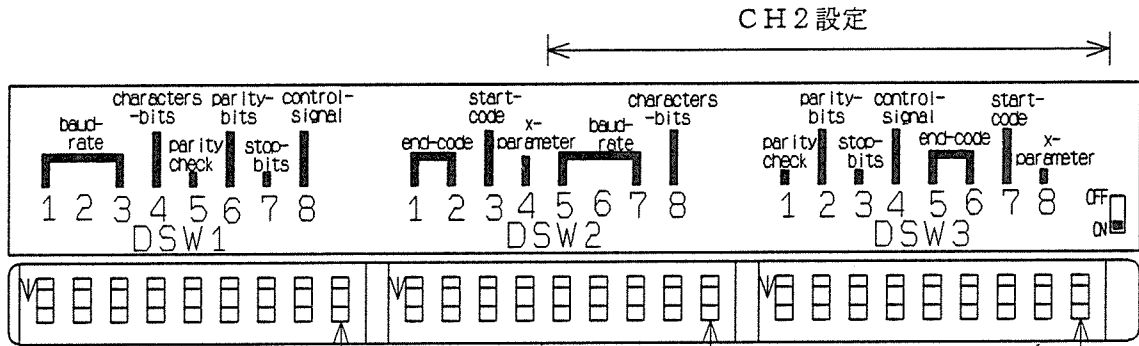 CH2設定
characters-bits parity-bits control-signal
baud-rate parity check stop-bits
1 2 3 4 5 6 7 8
DSW1
start-code characters-bits
end-code x-parameter baud-rate
1 2 3 4 5 6 7 8
DSW2
parity-bits control-signal start-code
parity check stop-bits end-code x-parameter
1 2 3 4 5 6 7 8
DSW3
OFF
ON